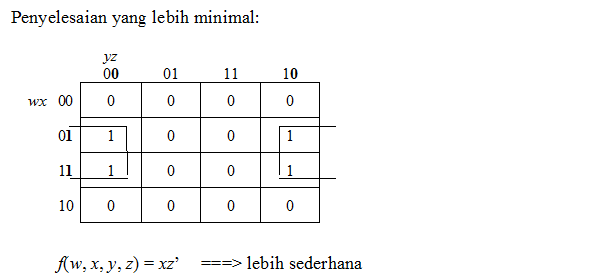 Penyelesaian yang lebih minimal:
yz
00 01 11 10
wx 00 0 0 0 0
01 1 0 0 1
11 1 0 0 1
10 0 0 0 0
f(w, x, y, z) = xz’ ===> lebih sederhana